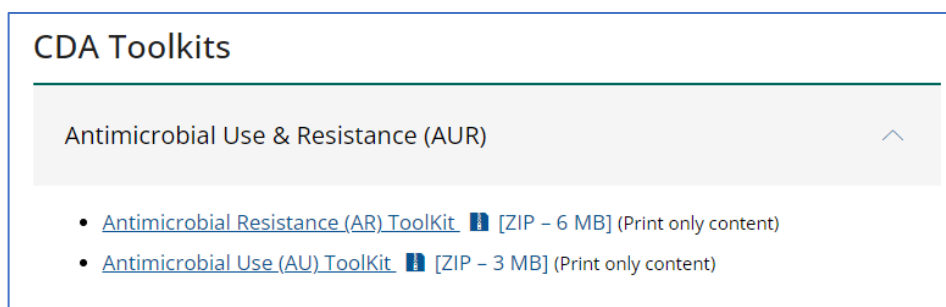 CDA Toolkits
Antimicrobial Use & Resistance (AUR)
• Antimicrobial Resistance (AR) ToolKit [ZIP – 6 MB] (Print only content)
• Antimicrobial Use (AU) ToolKit [ZIP – 3 MB] (Print only content)